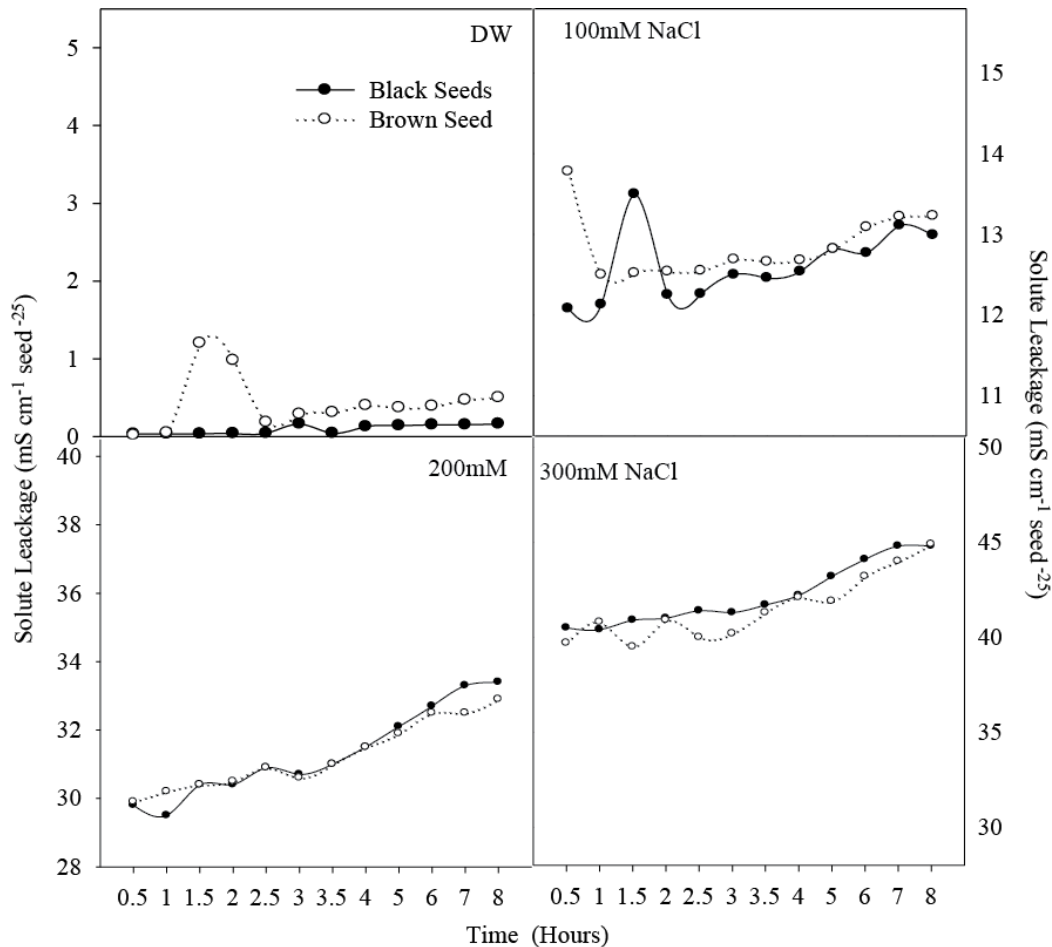 DW
5
4
3
2
1
0
Black Seeds
Brown Seed
100mM NaCl
15
14
13
12
11
200mM
40
38
36
34
32
30
28
300mM NaCl
50
45
40
35
30
Solute Leackage (mS cm⁻¹ seed⁻²⁵)
Solute Leackage (mS cm⁻¹ seed⁻²⁵)
0.5 1 1.5 2 2.5 3 3.5 4 5 6 7 8
0.5 1 1.5 2 2.5 3 3.5 4 5 6 7 8
Time (Hours)